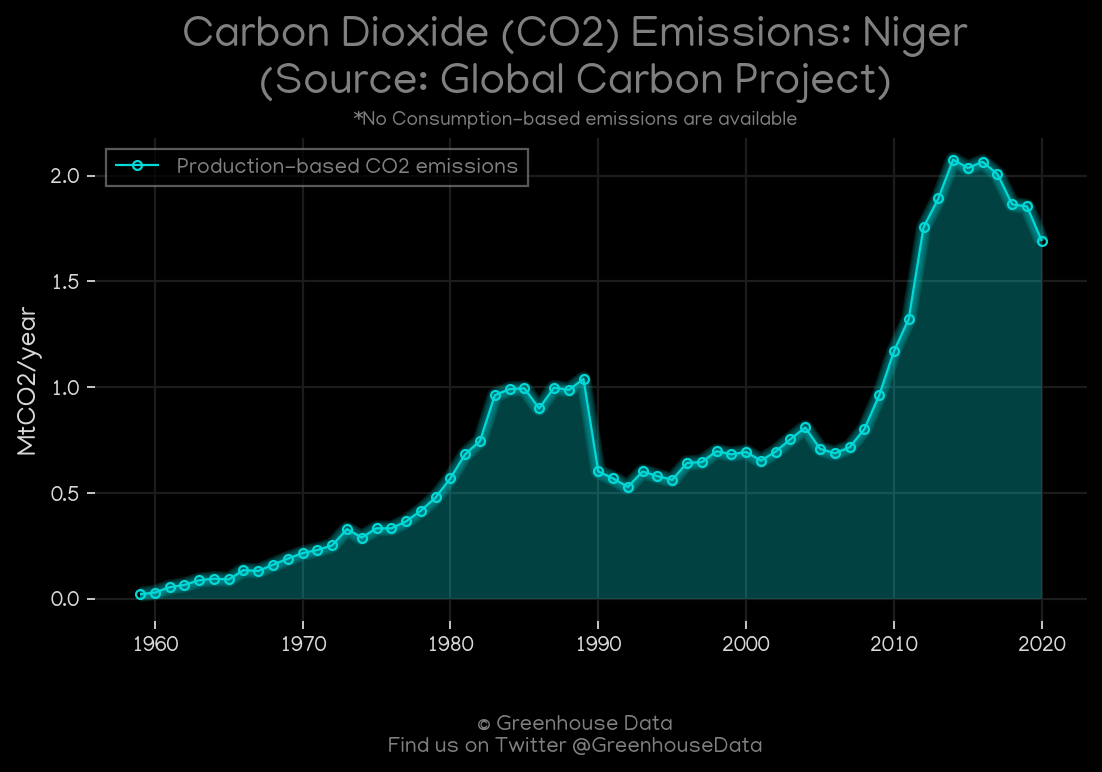 Carbon Dioxide (CO2) Emissions: Niger
(Source: Global Carbon Project)
*No Consumption-based emissions are available
Production-based CO2 emissions
MtCO2/year
2.0
1.5
1.0
0.5
0.0
1960 1970 1980 1990 2000 2010 2020
© Greenhouse Data
Find us on Twitter @GreenhouseData